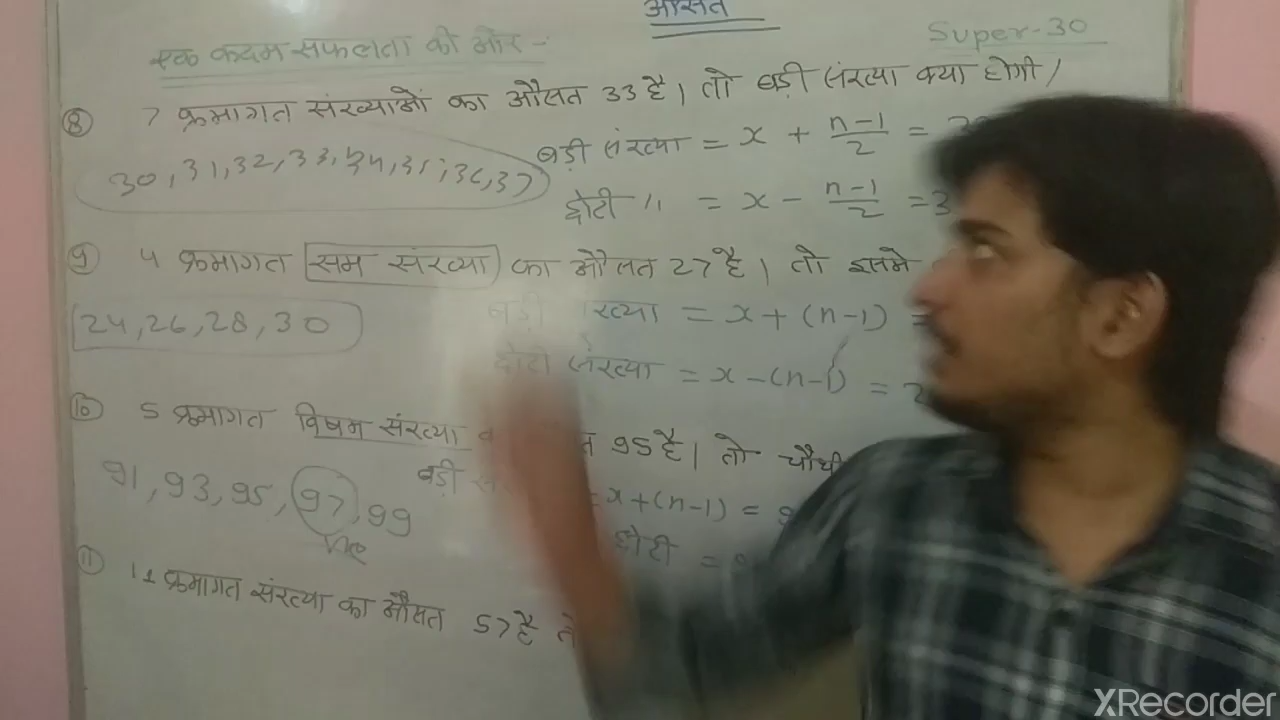 औसत
एक कदम सफलता की ओर :-
Super-30
⑧ 7 क्रमागत संख्याओं का औसत 33 है। तो बड़ी संख्या क्या होगी।
30, 31, 32, 33, 34, 35, 36, 37
बड़ी संख्या = x + n-1/2 =
छोटी " = x - n-1/2 = 3
⑨ 4 क्रमागत सम संख्या का औसत 27 है। तो इसमे
24, 26, 28, 30
बड़ी संख्या = x + (n-1) =
छोटी संख्या = x - (n-1) = 2
⑩ 5 क्रमागत विषम संख्या 95 है। तो चौथी
91, 93, 95, 97, 99
बड़ी = x + (n-1) = 9
छोटी = 9
⑪ 11 क्रमागत संख्या का औसत 57 है तो
XRecorder